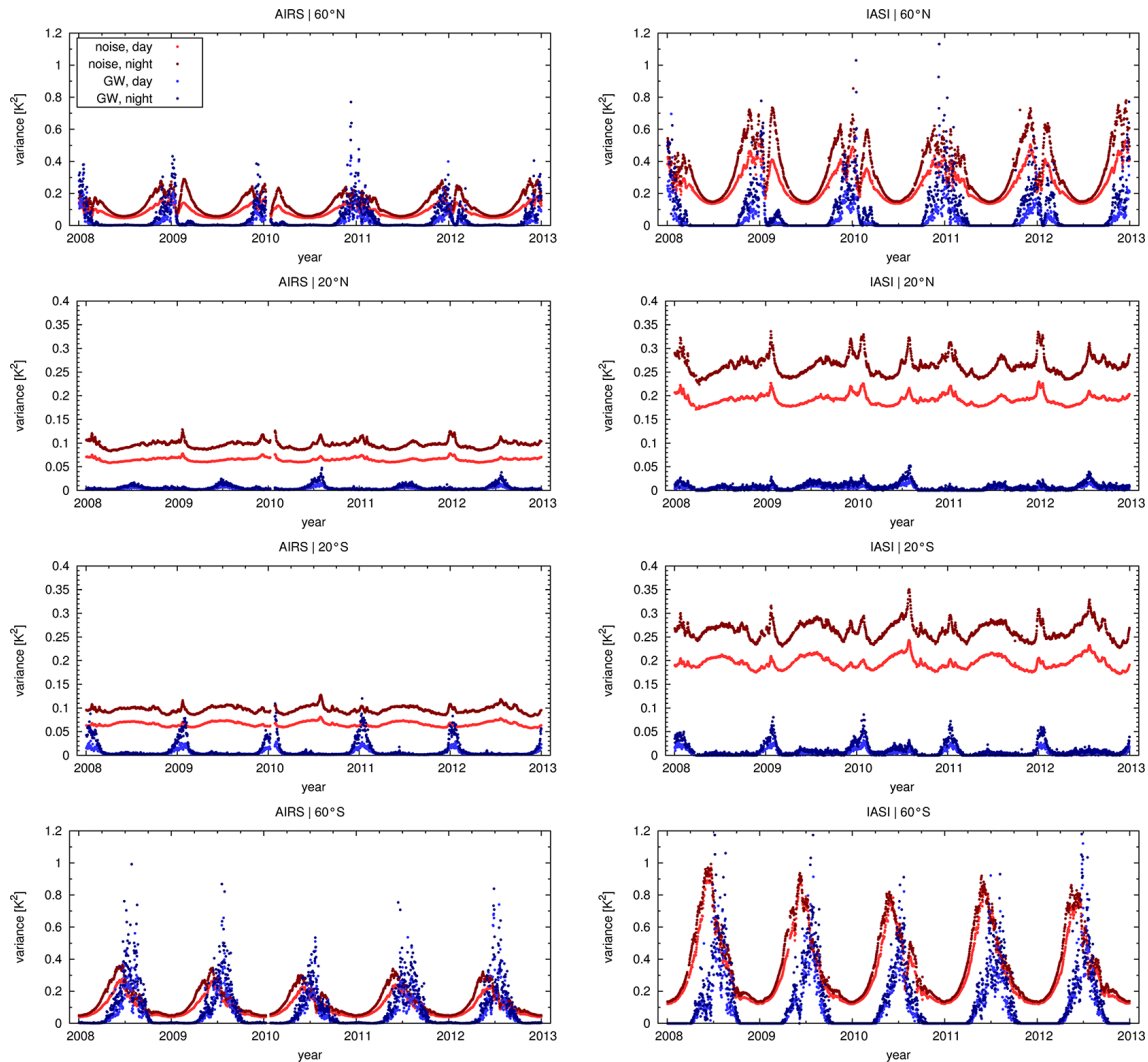 AIRS | 60°N
1.2
1
0.8
0.6
0.4
0.2
0
variance [K²]
noise, day
noise, night
GW, day
GW, night
2008 2009 2010 2011 2012 2013
year
IASI | 60°N
1.2
1
0.8
0.6
0.4
0.2
0
variance [K²]
2008 2009 2010 2011 2012 2013
year
AIRS | 20°N
0.4
0.35
0.3
0.25
0.2
0.15
0.1
0.05
0
variance [K²]
2008 2009 2010 2011 2012 2013
year
IASI | 20°N
0.4
0.35
0.3
0.25
0.2
0.15
0.1
0.05
0
variance [K²]
2008 2009 2010 2011 2012 2013
year
AIRS | 20°S
0.4
0.35
0.3
0.25
0.2
0.15
0.1
0.05
0
variance [K²]
2008 2009 2010 2011 2012 2013
year
IASI | 20°S
0.4
0.35
0.3
0.25
0.2
0.15
0.1
0.05
0
variance [K²]
2008 2009 2010 2011 2012 2013
year
AIRS | 60°S
1.2
1
0.8
0.6
0.4
0.2
0
variance [K²]
2008 2009 2010 2011 2012 2013
year
IASI | 60°S
1.2
1
0.8
0.6
0.4
0.2
0
variance [K²]
2008 2009 2010 2011 2012 2013
year